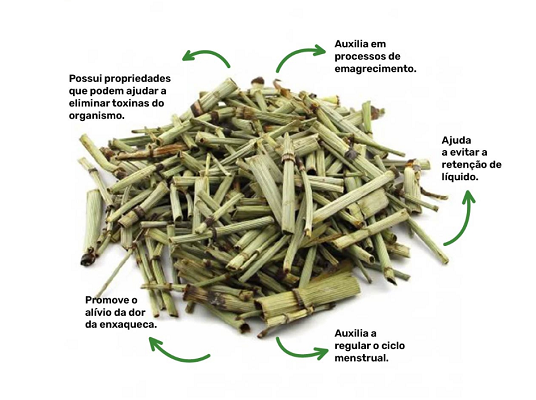 Auxilia em
processos de
emagrecimento.
Possui propriedades
que podem ajudar a
eliminar toxinas do
organismo.
Ajuda
a evitar a
retenção de
líquido.
Promove o
alívio da dor
da enxaqueca.
Auxilia a
regular o ciclo
menstrual.